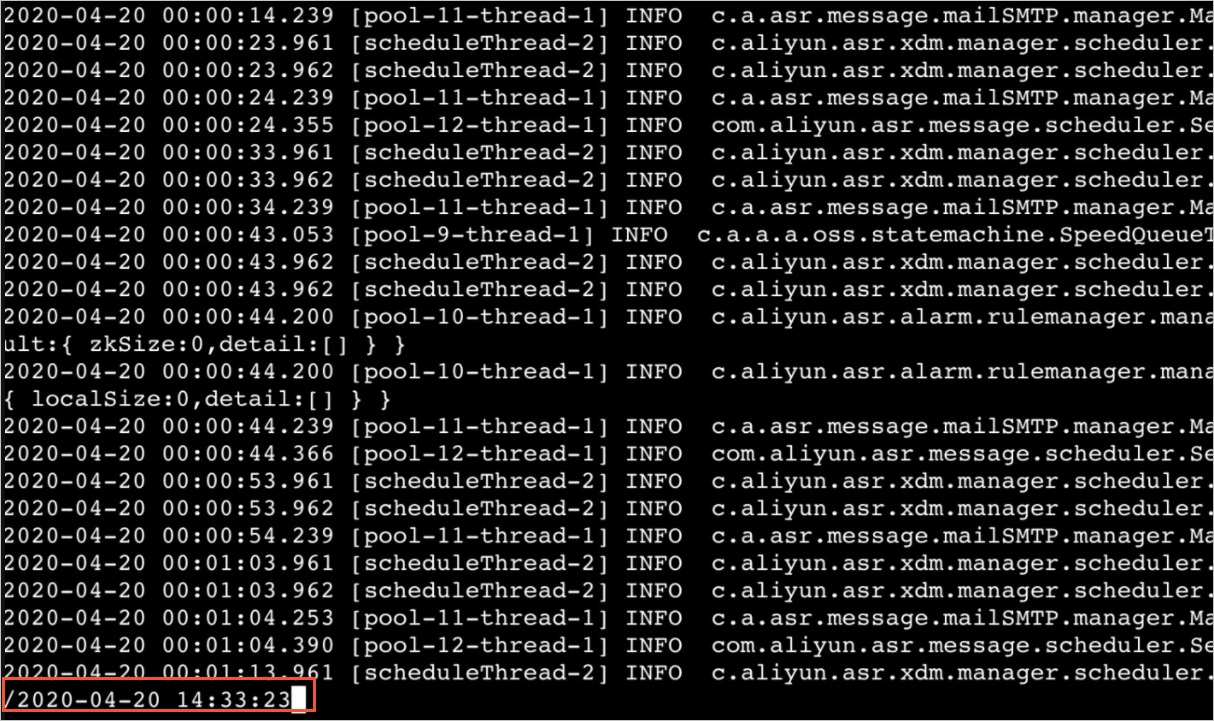 2020-04-20 00:00:14.239 [pool-11-thread-1] INFO  c.a.asr.message.mailSMTP.manager.Ma
2020-04-20 00:00:23.961 [scheduleThread-2] INFO  c.aliyun.asr.xdm.manager.scheduler.
2020-04-20 00:00:23.962 [scheduleThread-2] INFO  c.aliyun.asr.xdm.manager.scheduler.
2020-04-20 00:00:24.239 [pool-11-thread-1] INFO  c.a.asr.message.mailSMTP.manager.Ma
2020-04-20 00:00:24.355 [pool-12-thread-1] INFO  com.aliyun.asr.message.scheduler.Se
2020-04-20 00:00:33.961 [scheduleThread-2] INFO  c.aliyun.asr.xdm.manager.scheduler.
2020-04-20 00:00:33.962 [scheduleThread-2] INFO  c.aliyun.asr.xdm.manager.scheduler.
2020-04-20 00:00:34.239 [pool-11-thread-1] INFO  c.a.asr.message.mailSMTP.manager.Ma
2020-04-20 00:00:43.053 [pool-9-thread-1] INFO  c.a.a.a.oss.statemachine.SpeedQueueT
2020-04-20 00:00:43.962 [scheduleThread-2] INFO  c.aliyun.asr.xdm.manager.scheduler.
2020-04-20 00:00:43.962 [scheduleThread-2] INFO  c.aliyun.asr.xdm.manager.scheduler.
2020-04-20 00:00:44.200 [pool-10-thread-1] INFO  c.aliyun.asr.alarm.rulemanager.mana
ult:{ zkSize:0,detail:[] } }
2020-04-20 00:00:44.200 [pool-10-thread-1] INFO  c.aliyun.asr.alarm.rulemanager.mana
{ localSize:0,detail:[] } }
2020-04-20 00:00:44.239 [pool-11-thread-1] INFO  c.a.asr.message.mailSMTP.manager.Ma
2020-04-20 00:00:44.366 [pool-12-thread-1] INFO  com.aliyun.asr.message.scheduler.Se
2020-04-20 00:00:53.961 [scheduleThread-2] INFO  c.aliyun.asr.xdm.manager.scheduler.
2020-04-20 00:00:53.962 [scheduleThread-2] INFO  c.aliyun.asr.xdm.manager.scheduler.
2020-04-20 00:00:54.239 [pool-11-thread-1] INFO  c.a.asr.message.mailSMTP.manager.Ma
2020-04-20 00:01:03.961 [scheduleThread-2] INFO  c.aliyun.asr.xdm.manager.scheduler.
2020-04-20 00:01:03.962 [scheduleThread-2] INFO  c.aliyun.asr.xdm.manager.scheduler.
2020-04-20 00:01:04.253 [pool-11-thread-1] INFO  c.a.asr.message.mailSMTP.manager.Ma
2020-04-20 00:01:04.390 [pool-12-thread-1] INFO  com.aliyun.asr.message.scheduler.Se
2020-04-20 00:01:13.961 [scheduleThread-2] INFO  c.aliyun.asr.xdm.manager.scheduler.
/2020-04-20 14:33:23